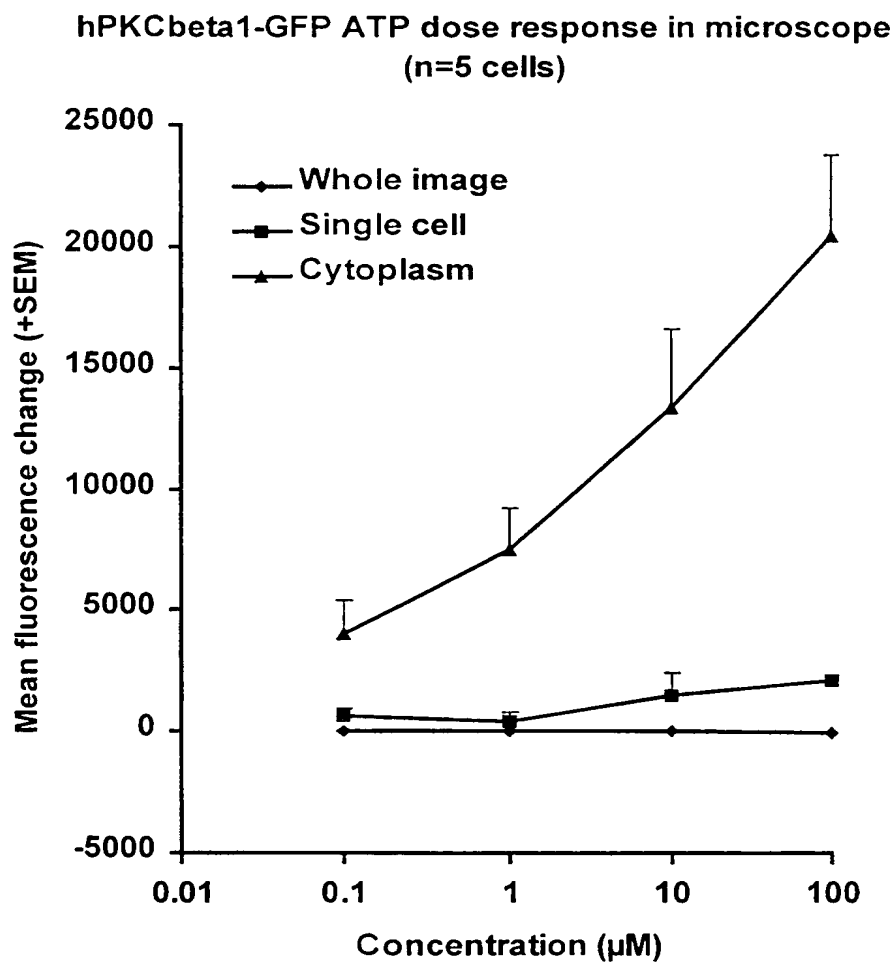 hPKCbeta1-GFP ATP dose response in microscope
(n=5 cells)
25000
20000
15000
10000
5000
0
-5000
Mean fluorescence change (+SEM)
Whole image
Single cell
Cytoplasm
0.01
0.1
1
10
100
Concentration (µM)